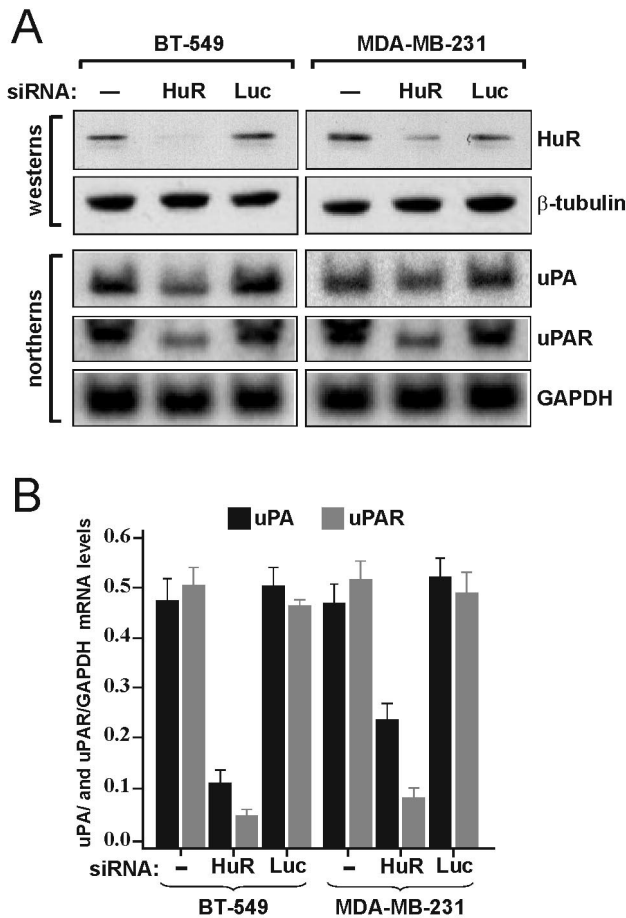 A
BT-549 MDA-MB-231
siRNA: – HuR Luc – HuR Luc
westerns
HuR
β-tubulin
northerns
uPA
uPAR
GAPDH
B
uPA uPAR
uPA/ and uPAR/GAPDH mRNA levels
0.6
0.5
0.4
0.3
0.2
0.1
0.0
siRNA: – HuR Luc – HuR Luc
BT-549 MDA-MB-231